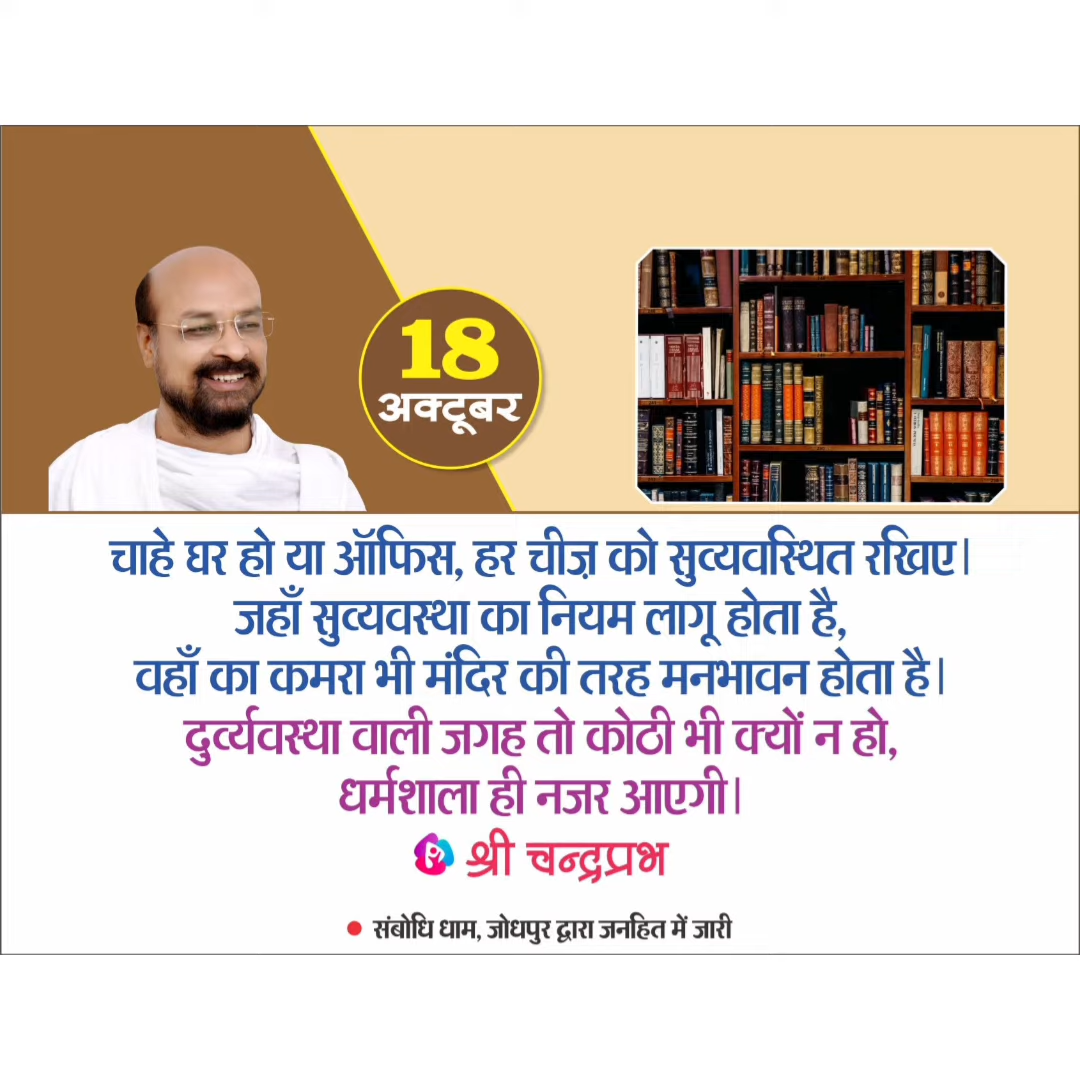 18
अक्टूबर
चाहे घर हो या ऑफिस, हर चीज़ को सुव्यवस्थित रखिए।
जहाँ सुव्यवस्था का नियम लागू होता है,
वहाँ का कमरा भी मंदिर की तरह मनभावन होता है।
दुर्व्यवस्था वाली जगह तो कोठी भी क्यों न हो,
धर्मशाला ही नजर आएगी।
श्री चन्द्रप्रभ
संबोधि धाम, जोधपुर द्वारा जनहित में जारी